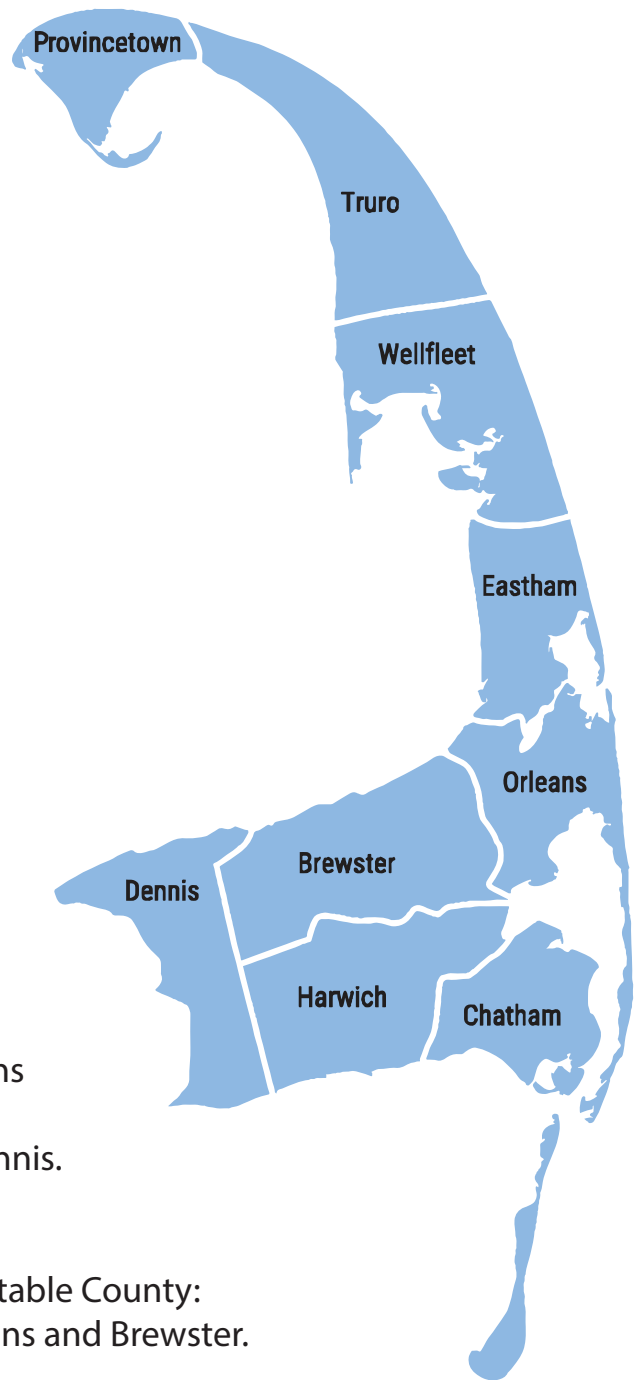 Provincetown
Truro
Wellfleet
Eastham
Orleans
Brewster
Dennis
Harwich
Chatham
ns
nnis.
table County:
ns and Brewster.